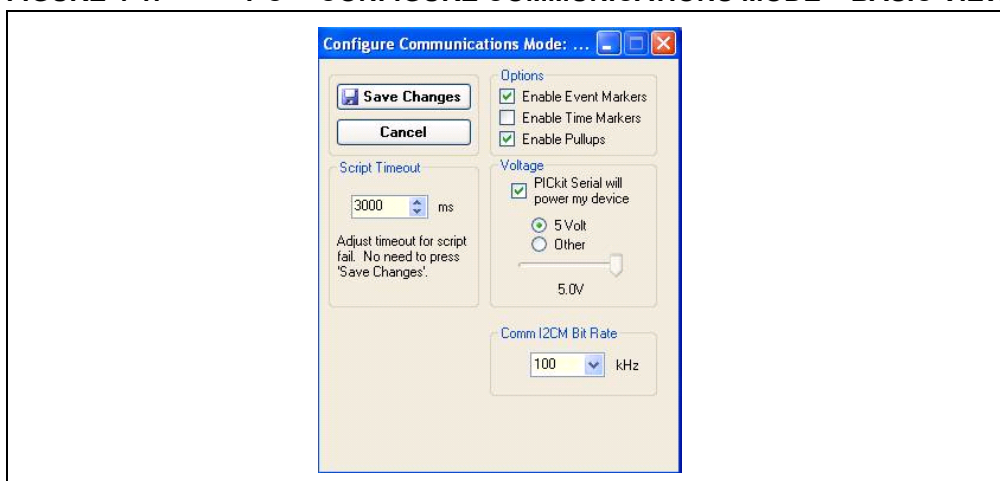 Configure Communications Mode: ...
Save Changes
Cancel
Options
Enable Event Markers
Enable Time Markers
Enable Pullups
Script Timeout
3000 ms
Adjust timeout for script
fail. No need to press
'Save Changes'.
Voltage
PICkit Serial will
power my device
5 Volt
Other
5.0V
Comm I2CM Bit Rate
100 kHz